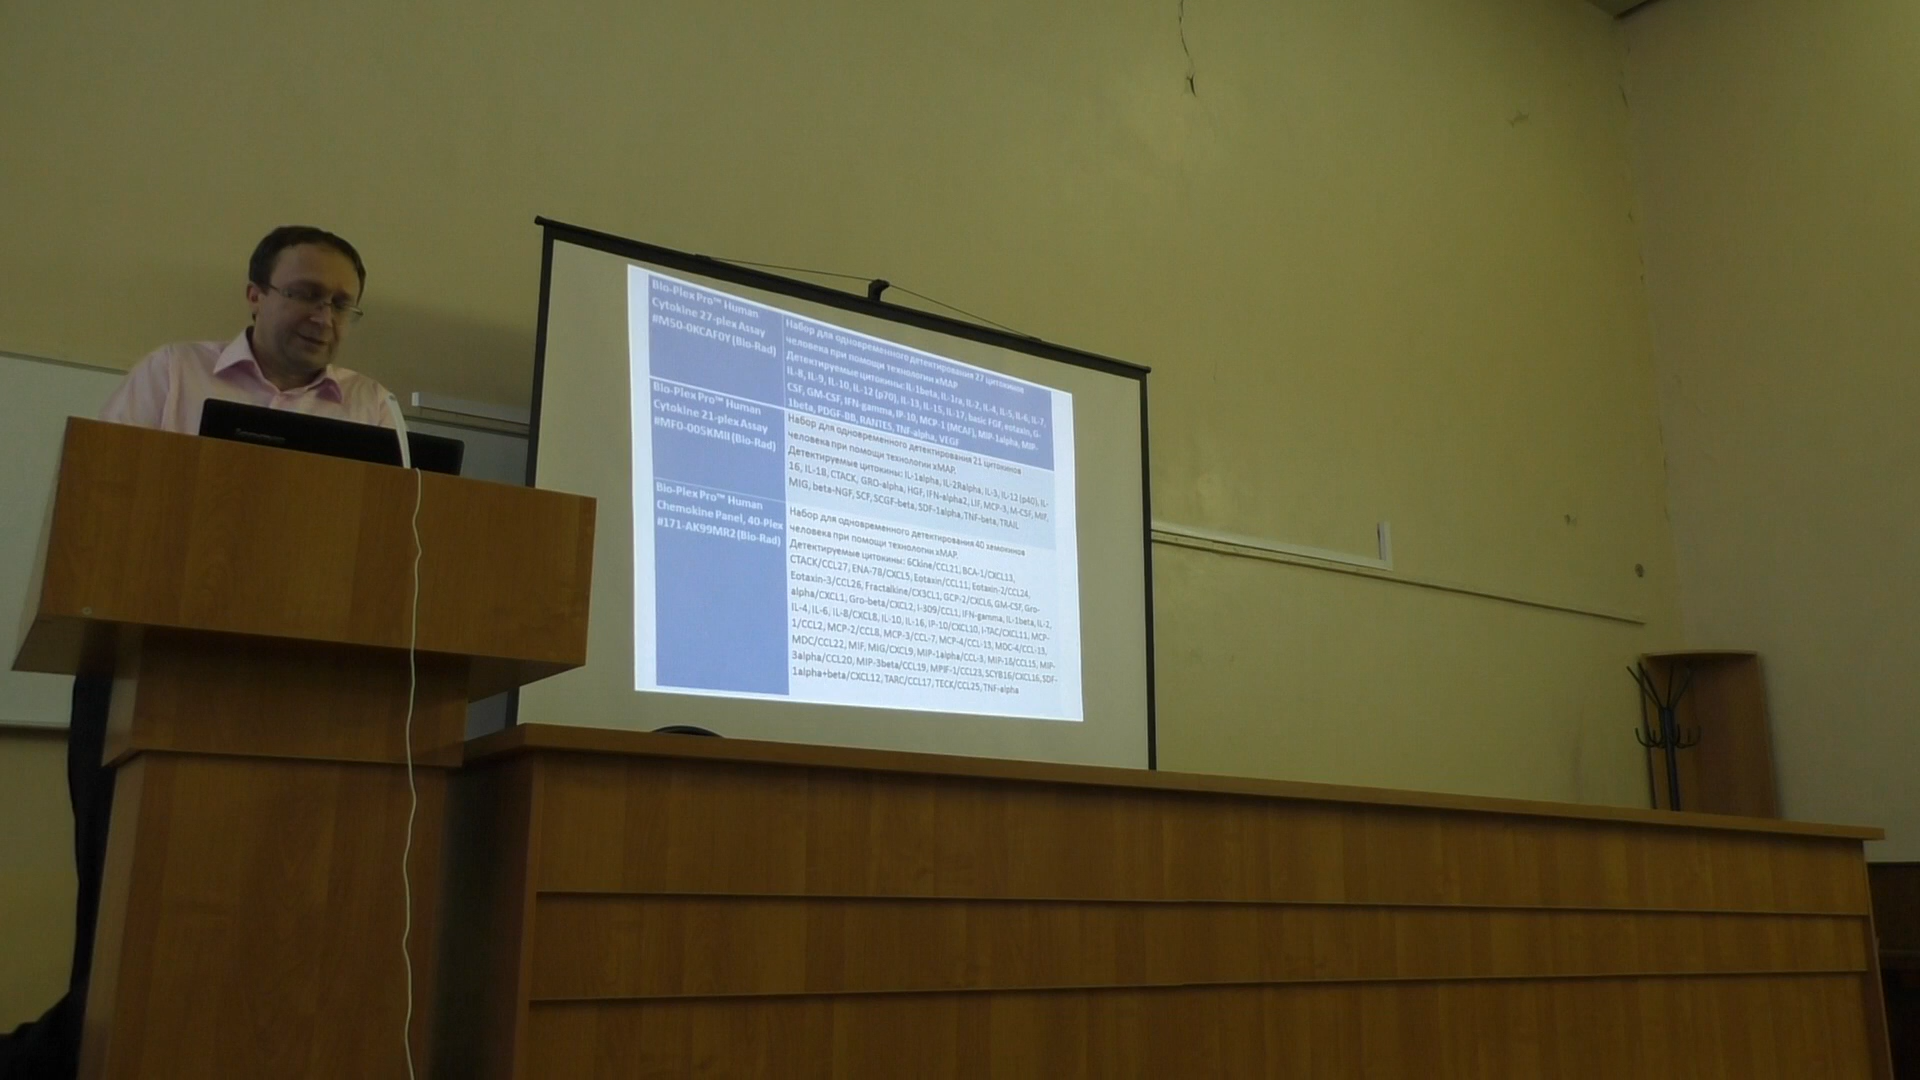 Bio-Plex Pro™ Human
Cytokine 27-plex Assay
#M50-0KCAF0Y (Bio-Rad)
Набор для одновременного детектирования 27 цитокинов
человека при помощи технологии xMAP
Детектируемые цитокины: IL-1beta, IL-1ra, IL-2, IL-4, IL-5, IL-6, IL-7,
IL-8, IL-9, IL-10, IL-12 (p70), IL-13, IL-15, IL-17, basic FGF, eotaxin, G-
CSF, GM-CSF, IFN-gamma, IP-10, MCP-1 (MCAF), MIP-1alpha, MIP-
1beta, PDGF-BB, RANTES, TNF-alpha, VEGF
Bio-Plex Pro™ Human
Cytokine 21-plex Assay
#MF0-005KMII (Bio-Rad)
Набор для одновременного детектирования 21 цитокинов
человека при помощи технологии xMAP.
Детектируемые цитокины: IL-1alpha, IL-2Ralpha, IL-3, IL-12 (p40), IL-
16, IL-18, CTACK, GRO-alpha, HGF, IFN-alpha2, LIF, MCP-3, M-CSF, MIF,
MIG, beta-NGF, SCF, SCGF-beta, SDF-1alpha, TNF-beta, TRAIL
Bio-Plex Pro™ Human
Chemokine Panel, 40-Plex
#171-AK99MR2 (Bio-Rad)
Набор для одновременного детектирования 40 хемокинов
человека при помощи технологии xMAP.
Детектируемые цитокины: 6Ckine/CCL21, BCA-1/CXCL13,
CTACK/CCL27, ENA-78/CXCL5, Eotaxin/CCL11, Eotaxin-2/CCL24,
Eotaxin-3/CCL26, Fractalkine/CX3CL1, GCP-2/CXCL6, GM-CSF, Gro-
alpha/CXCL1, Gro-beta/CXCL2, I-309/CCL1, IFN-gamma, IL-1beta, IL-2,
IL-4, IL-6, IL-8/CXCL8, IL-10, IL-16, IP-10/CXCL10, I-TAC/CXCL11, MCP-
1/CCL2, MCP-2/CCL8, MCP-3/CCL-7, MCP-4/CCL-13, MDC-4/CCL-13,
MDC/CCL22, MIF, MIG/CXCL9, MIP-1alpha/CCL-3, MIP-18/CCL15, MIP-
3alpha/CCL20, MIP-3beta/CCL19, MPIF-1/CCL23, SCYB16/CXCL16, SDF-
1alpha+beta/CXCL12, TARC/CCL17, TECK/CCL25, TNF-alpha